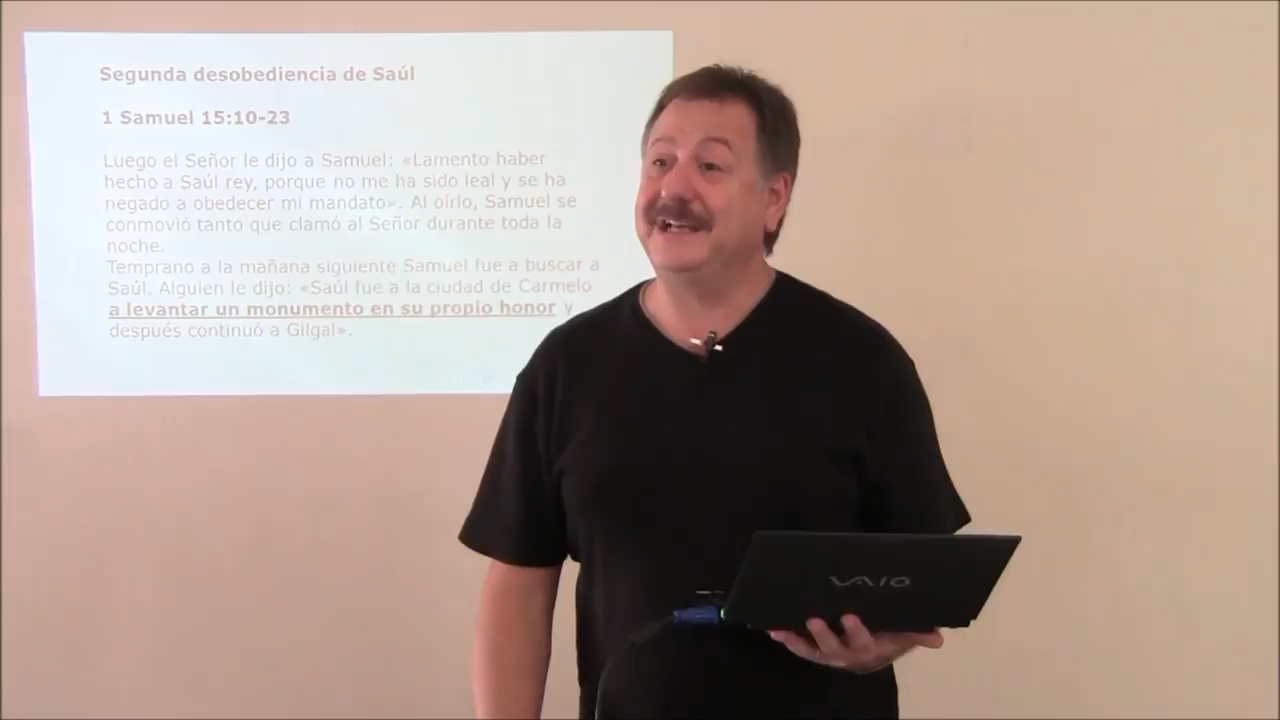 Segunda desobediencia de Saúl
1 Samuel 15:10-23
Luego el Señor le dijo a Samuel: «Lamento haber
hecho a Saúl rey, porque no me ha sido leal y se ha
negado a obedecer mi mandato». Al oírlo, Samuel se
conmovió tanto que clamó al Señor durante toda la
noche.
Temprano a la mañana siguiente Samuel fue a buscar a
Saúl. Alguien le dijo: «Saúl fue a la ciudad de Carmelo
a levantar un monumento en su propio honor y
después continuó a Gilgal».
VAIO